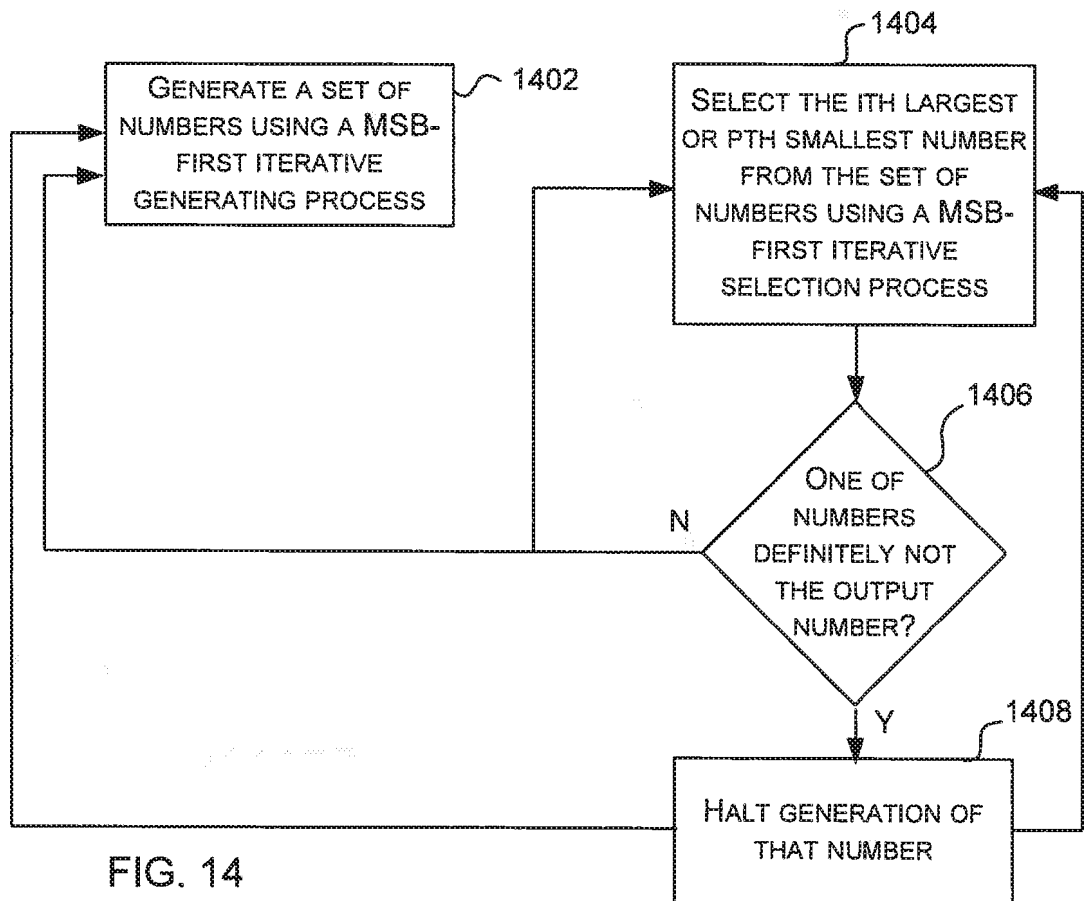 1402
GENERATE A SET OF
NUMBERS USING A MSB-
FIRST ITERATIVE
GENERATING PROCESS
1404
SELECT THE ITH LARGEST
OR PTH SMALLEST NUMBER
FROM THE SET OF
NUMBERS USING A MSB-
FIRST ITERATIVE
SELECTION PROCESS
1406
ONE OF
NUMBERS
DEFINITELY NOT
THE OUTPUT
NUMBER?
N
Y
1408
HALT GENERATION OF
THAT NUMBER
FIG. 14